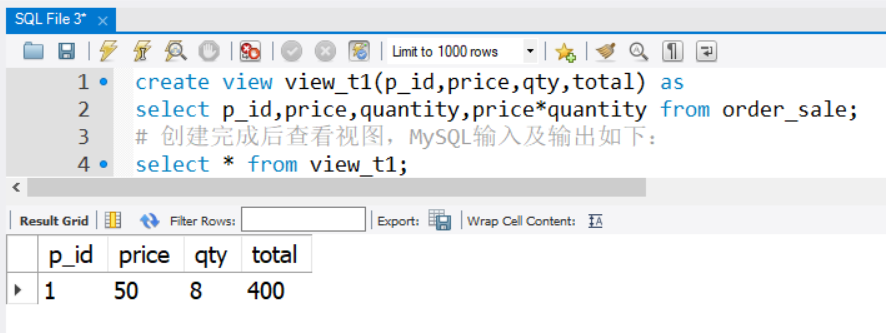 SQL File 3* ×
Limit to 1000 rows
1 create view view_t1(p_id,price,qty,total) as
2 select p_id,price,quantity,price*quantity from order_sale;
3 # 创建完成后查看视图，MySQL输入及输出如下：
4 select * from view_t1;
Result Grid Filter Rows: Export: Wrap Cell Content: IA
p_id price qty total
1 50 8 400